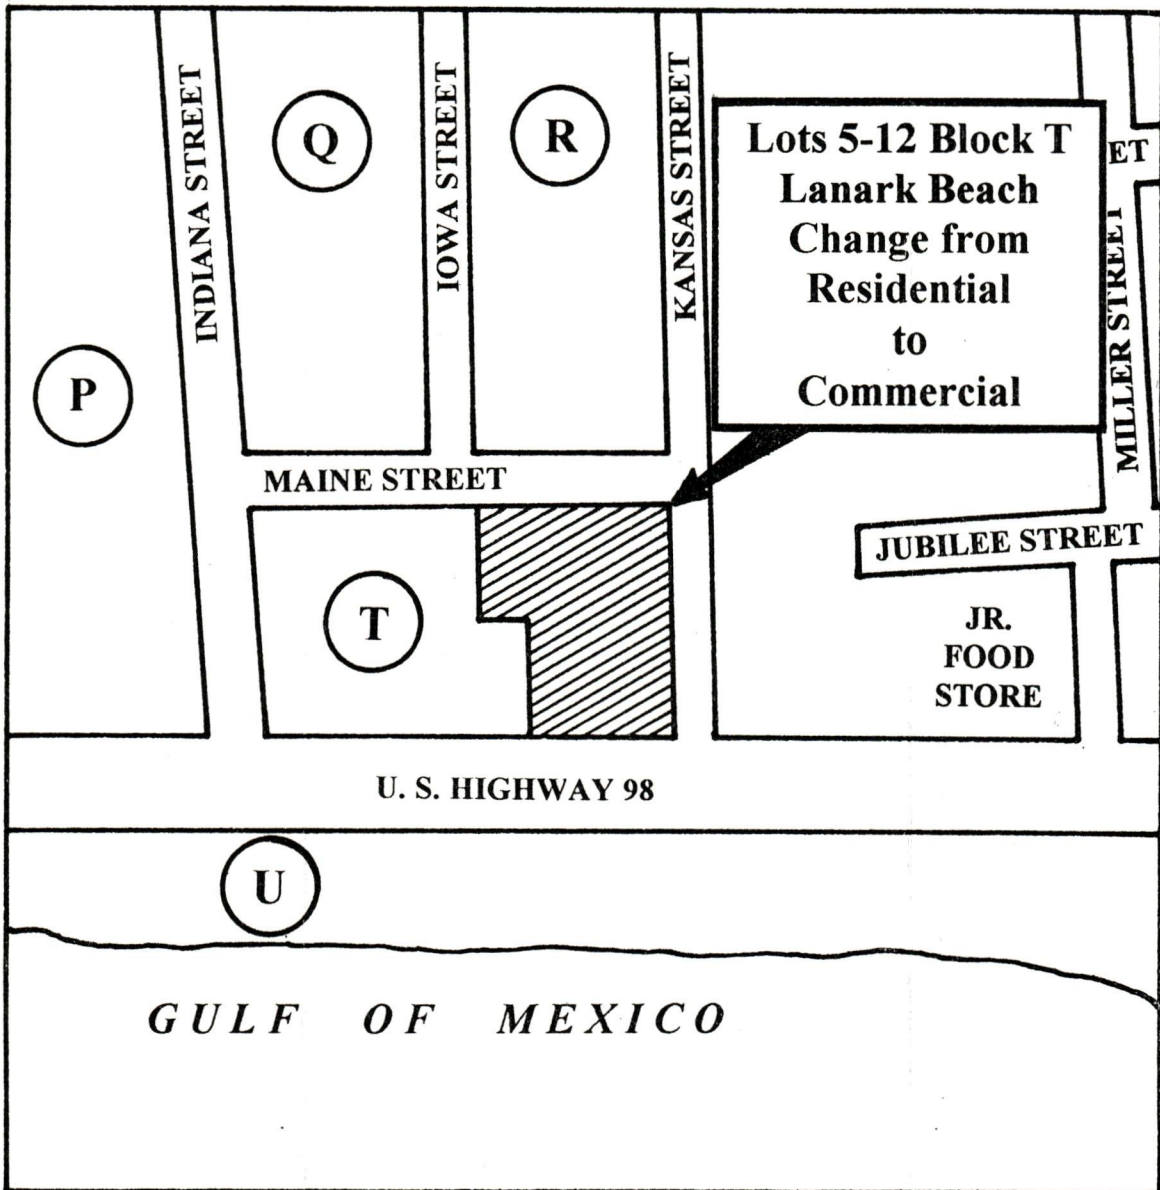 Q
R
INDIANA STREET
IOWA STREET
KANSAS STREET
Lots 5-12 Block T
Lanark Beach
Change from
Residential
to
Commercial
ET
MILLER STREET
P
MAINE STREET
JUBILEE STREET
T
JR.
FOOD
STORE
U. S. HIGHWAY 98
U
GULF OF MEXICO